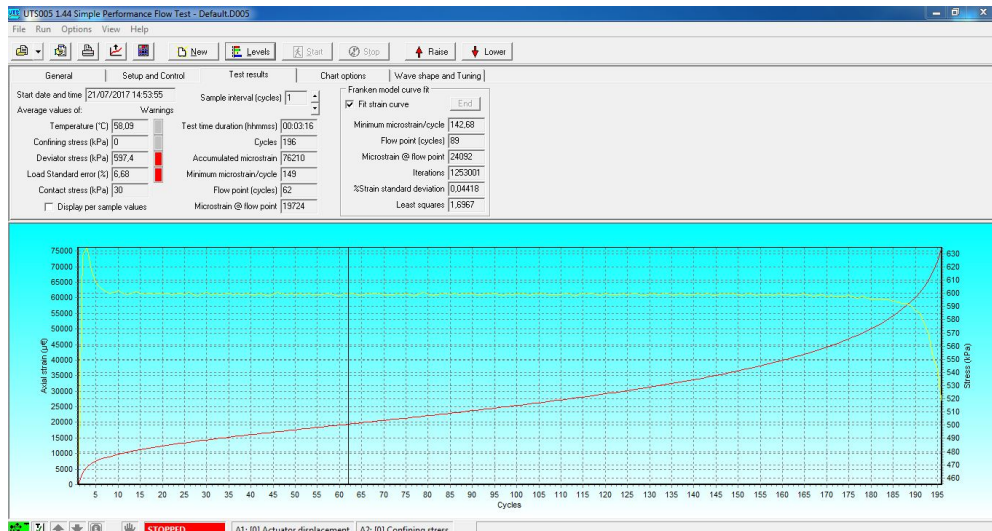 UTS005 1.44 Simple Performance Flow Test - Default.D005
File Run Options View Help
New Levels Start Stop Raise Lower
General Setup and Control Test results Chart options Wave shape and Tuning
Start date and time 21/07/2017 14:53:55
Average values of: Warnings
Temperature (°C) 58,09
Confining stress (kPa) 0
Deviator stress (kPa) 597,4
Load Standard error (%) 6,68
Contact stress (kPa) 30
Display per sample values
Sample interval (cycles) 1
Test time duration (hhmmss) 00:03:16
Cycles 196
Accumulated microstrain 76210
Minimum microstrain/cycle 149
Flow point (cycles) 62
Microstrain @ flow point 19724
Franken model curve fit
Fit strain curve End
Minimum microstrain/cycle 142,68
Flow point (cycles) 89
Microstrain @ flow point 24092
Iterations 1253001
%Strain standard deviation 0,04418
Least squares 1,6967
Axial strain (µe)
75000
70000
65000
60000
55000
50000
45000
40000
35000
30000
25000
20000
15000
10000
5000
0
630
620
610
600
590
580
570
560
550
540
530
520
510
500
490
480
470
460
Stress (kPa)
5 10 15 20 25 30 35 40 45 50 55 60 65 70 75 80 85 90 95 100 105 110 115 120 125 130 135 140 145 150 155 160 165 170 175 180 185 190 195
Cycles
STOPPED A1: [0] Actuator displacement A2: [0] Confining stress